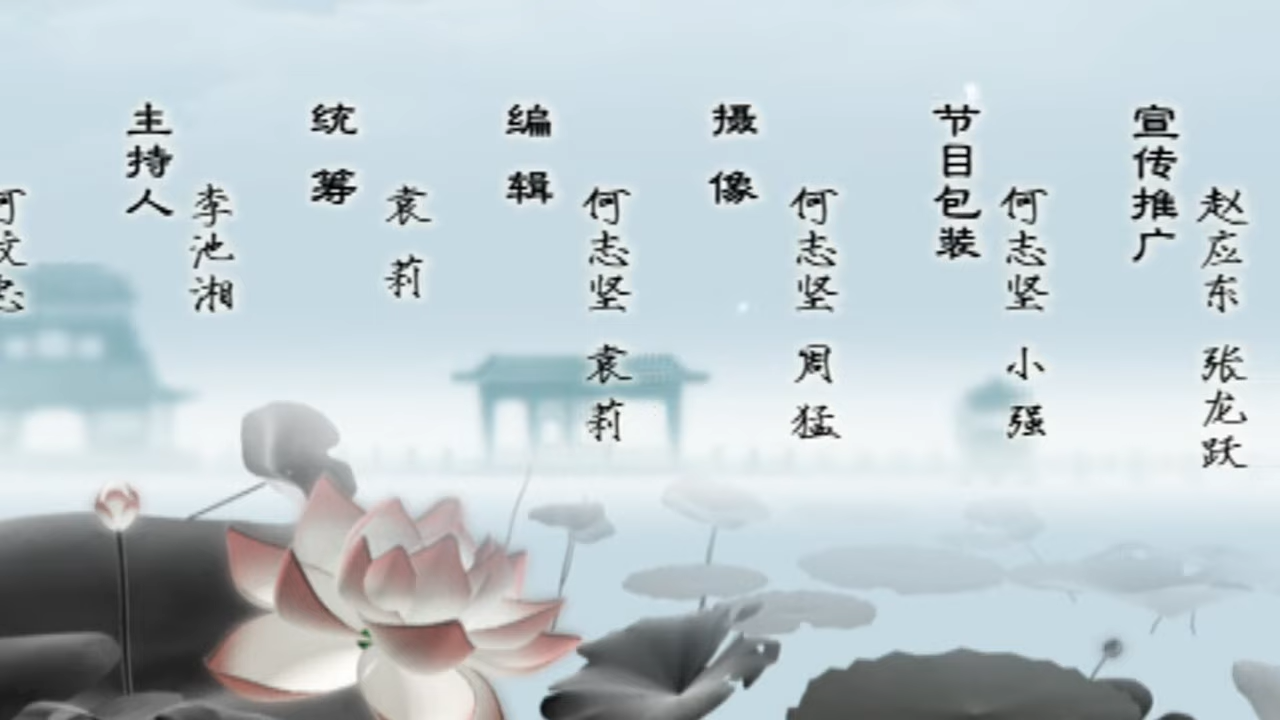 主持人
李池湘
统筹
袁莉
编辑
何志坚 袁莉
摄像
何志坚 周猛
节目包装
何志坚 小强
宣传推广
赵应东 张龙跃